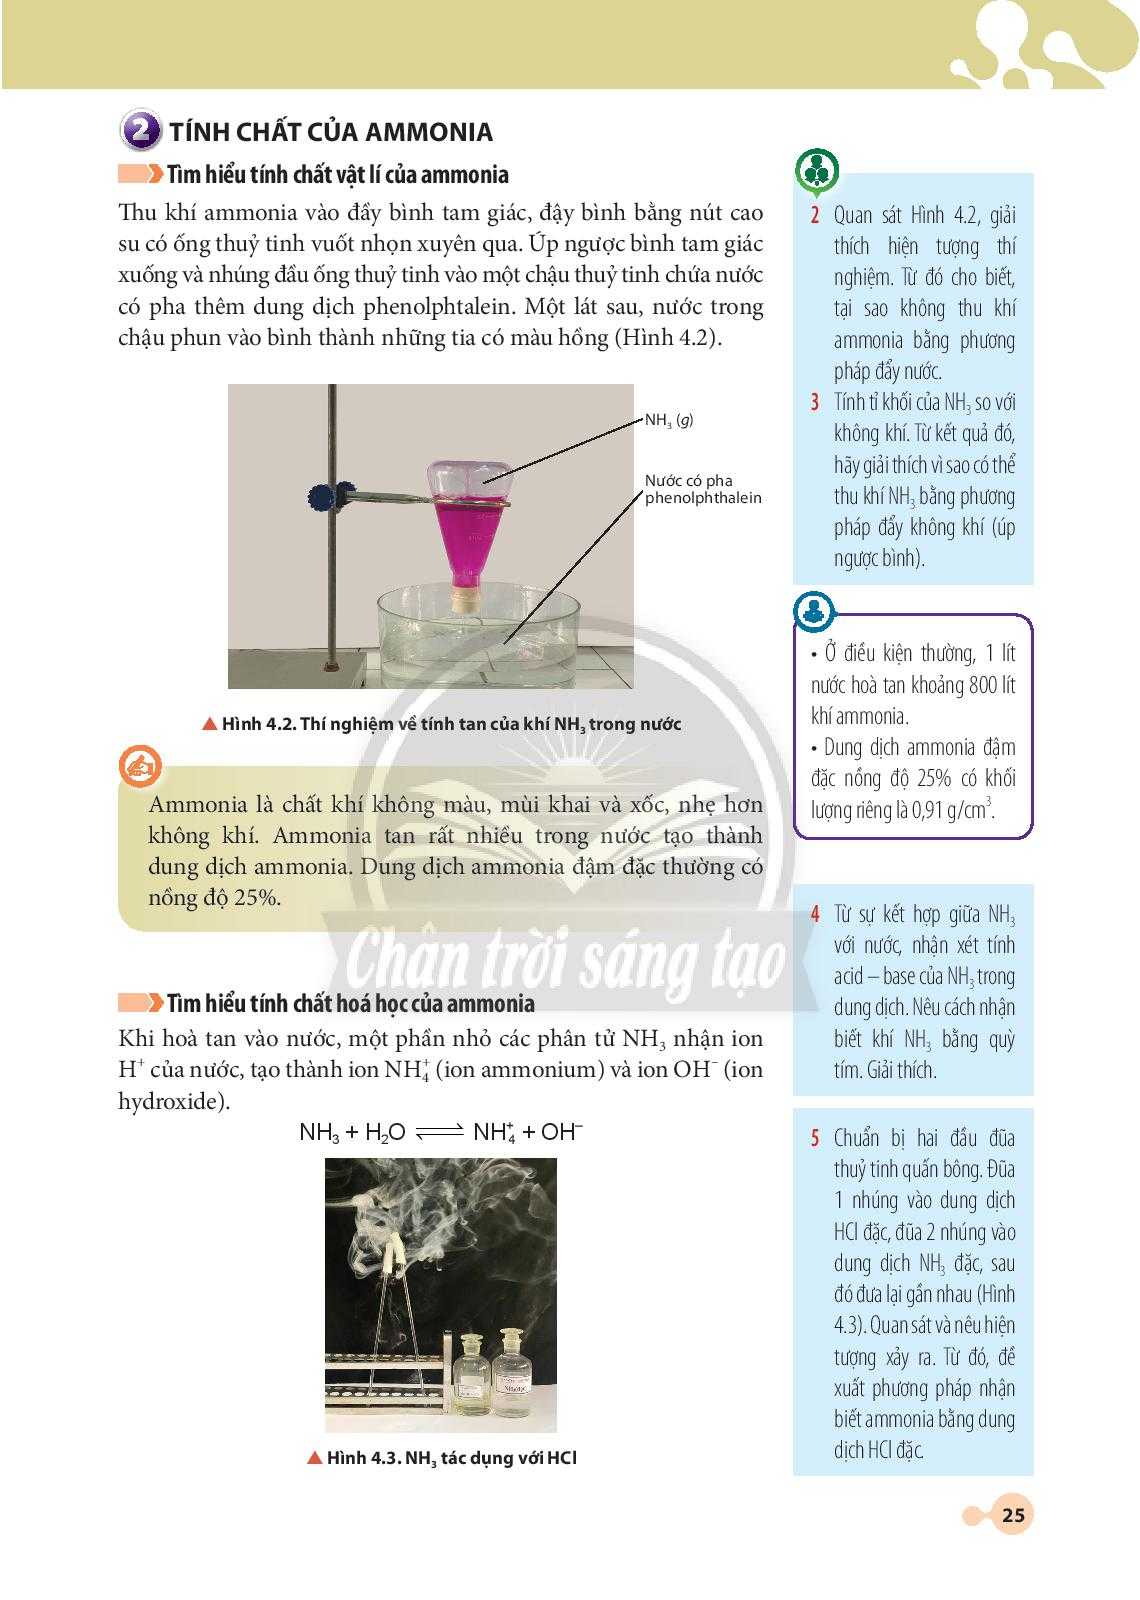 2 TÍNH CHẤT CỦA AMMONIA
Tìm hiểu tính chất vật lí của ammonia
Thu khí ammonia vào đầy bình tam giác, đậy bình bằng nút cao
su có ống thuỷ tinh vuốt nhọn xuyên qua. Úp ngược bình tam giác
xuống và nhúng đầu ống thuỷ tinh vào một chậu thuỷ tinh chứa nước
có pha thêm dung dịch phenolphtalein. Một lát sau, nước trong
chậu phun vào bình thành những tia có màu hồng (Hình 4.2).
NH₃ (g)
Nước có pha
phenolphthalein
▲ Hình 4.2. Thí nghiệm về tính tan của khí NH₃ trong nước
Ammonia là chất khí không màu, mùi khai và xốc, nhẹ hơn
không khí. Ammonia tan rất nhiều trong nước tạo thành
dung dịch ammonia. Dung dịch ammonia đậm đặc thường có
nồng độ 25%.
Chân trời sáng tạo
Tìm hiểu tính chất hoá học của ammonia
Khi hoà tan vào nước, một phần nhỏ các phân tử NH₃ nhận ion
H⁺ của nước, tạo thành ion NH₄⁺ (ion ammonium) và ion OH⁻ (ion
hydroxide).
NH₃ + H₂O ⇌ NH₄⁺ + OH⁻
▲ Hình 4.3. NH₃ tác dụng với HCl
2 Quan sát Hình 4.2, giải
thích hiện tượng thí
nghiệm. Từ đó cho biết,
tại sao không thu khí
ammonia bằng phương
pháp đẩy nước.
3 Tính tỉ khối của NH₃ so với
không khí. Từ kết quả đó,
hãy giải thích vì sao có thể
thu khí NH₃ bằng phương
pháp đẩy không khí (úp
ngược bình).
• Ở điều kiện thường, 1 lít
nước hoà tan khoảng 800 lít
khí ammonia.
• Dung dịch ammonia đậm
đặc nồng độ 25% có khối
lượng riêng là 0,91 g/cm³.
4 Từ sự kết hợp giữa NH₃
với nước, nhận xét tính
acid – base của NH₃ trong
dung dịch. Nêu cách nhận
biết khí NH₃ bằng quỳ
tím. Giải thích.
5 Chuẩn bị hai đầu đũa
thuỷ tinh quấn bông. Đũa
1 nhúng vào dung dịch
HCl đặc, đũa 2 nhúng vào
dung dịch NH₃ đặc, sau
đó đưa lại gần nhau (Hình
4.3). Quan sát và nêu hiện
tượng xảy ra. Từ đó, đề
xuất phương pháp nhận
biết ammonia bằng dung
dịch HCl đặc.
25